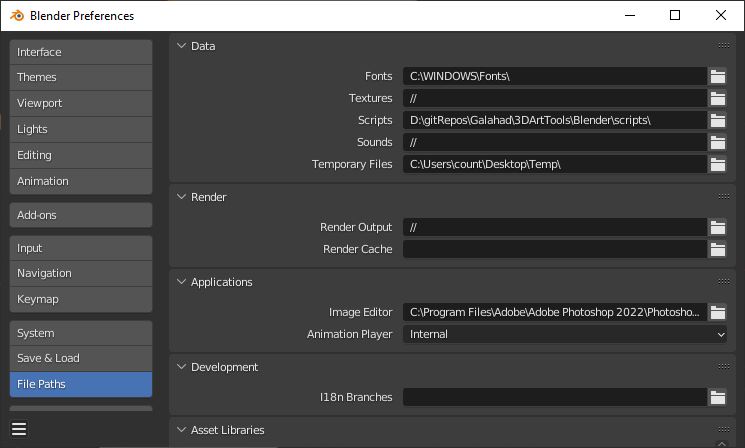 Blender Preferences
Interface
Themes
Viewport
Lights
Editing
Animation
Add-ons
Input
Navigation
Keymap
System
Save & Load
File Paths
Data
Fonts C:\WINDOWS\Fonts\
Textures //
Scripts D:\gitRepos\Galahad\3DArtTools\Blender\scripts\
Sounds //
Temporary Files C:\Users\count\Desktop\Temp\
Render
Render Output //
Render Cache
Applications
Image Editor C:\Program Files\Adobe\Adobe Photoshop 2022\Photosho...
Animation Player Internal
Development
I18n Branches
Asset Libraries